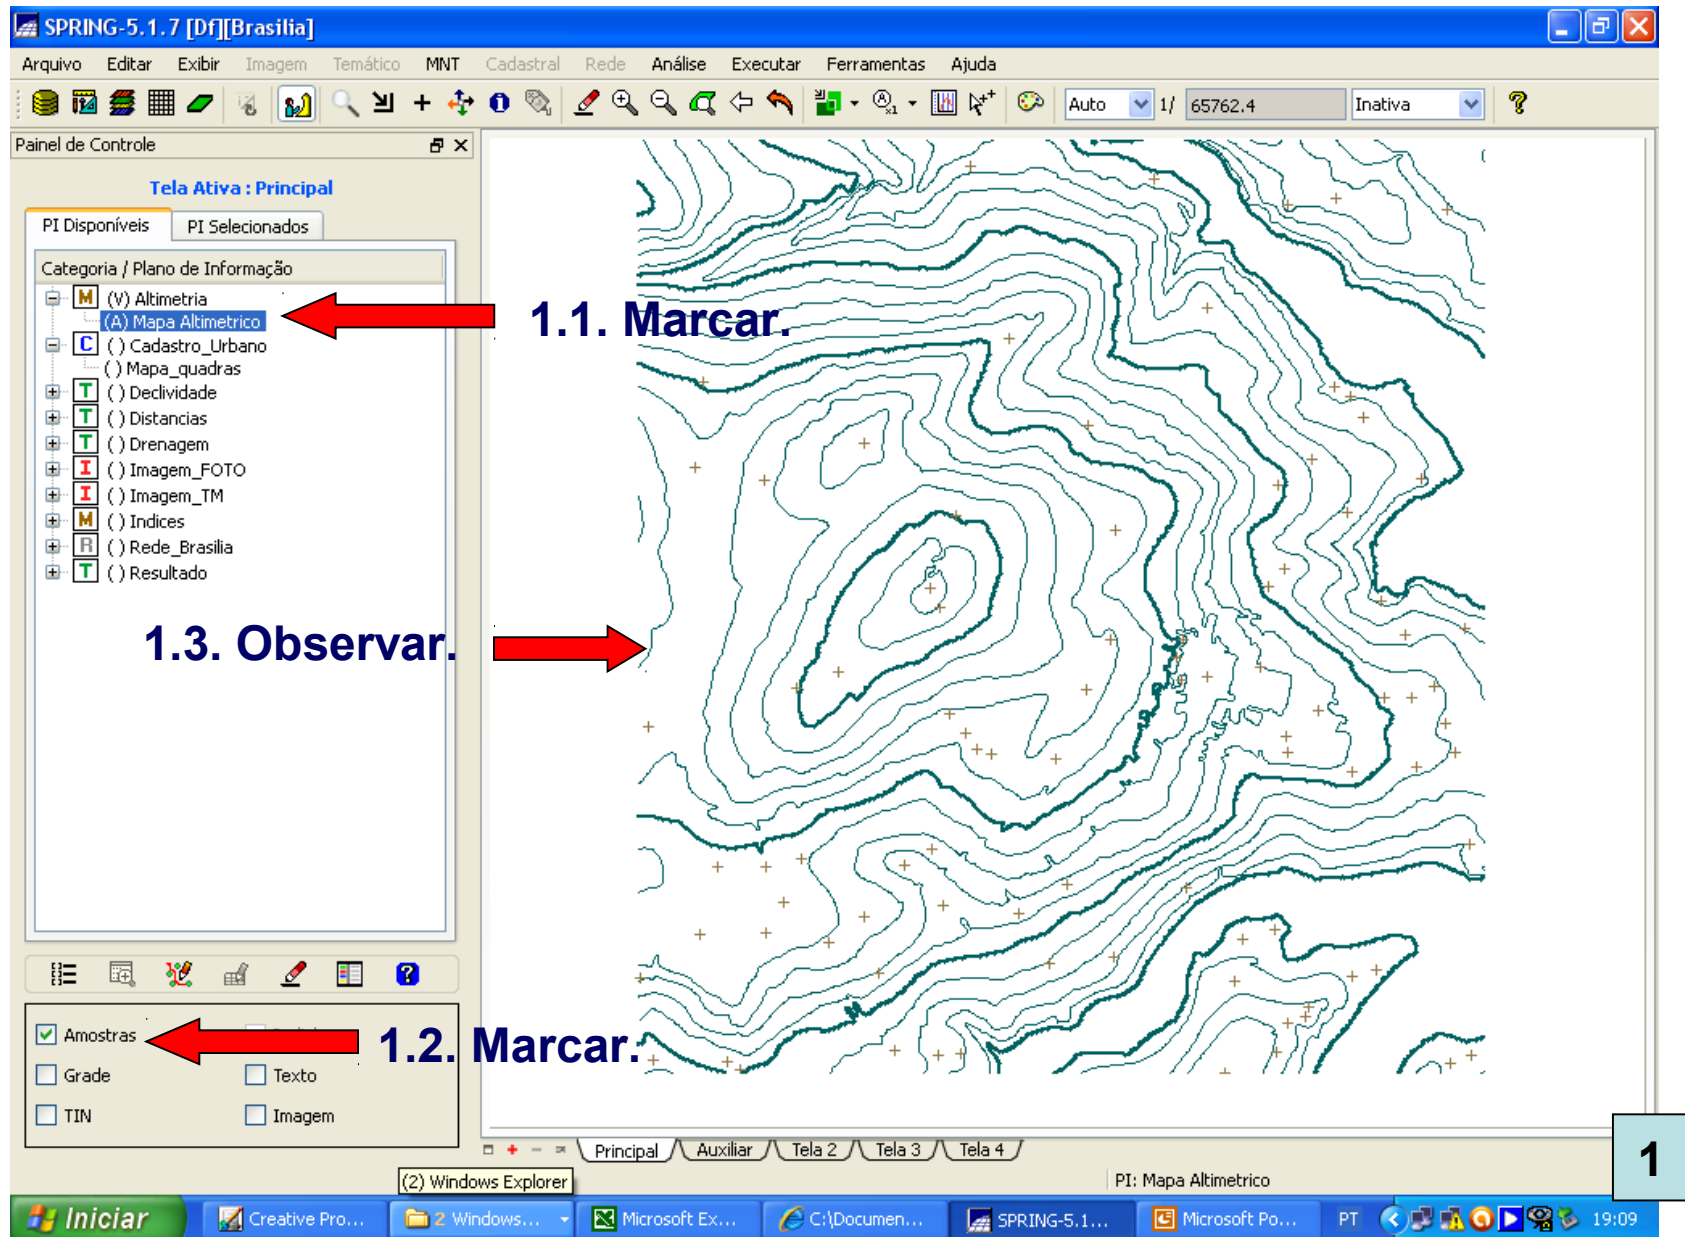 SPRING-5.1.7 [Df][Brasilia]
Arquivo Editar Exibir Imagem Temático MNT Cadastral Rede Análise Executar Ferramentas Ajuda
Auto 1/ 65762.4 Inativa
Painel de Controle
Tela Ativa : Principal
PI Disponíveis PI Selecionados
Categoria / Plano de Informação
M (V) Altimetria
(A) Mapa Altimetrico
1.1. Marcar.
C ( ) Cadastro_Urbano
( ) Mapa_quadras
T ( ) Declividade
T ( ) Distancias
T ( ) Drenagem
I ( ) Imagem_FOTO
I ( ) Imagem_TM
M ( ) Indices
R ( ) Rede_Brasilia
T ( ) Resultado
1.3. Observar.
Amostras
1.2. Marcar.
Grade Texto
TIN Imagem
Principal Auxiliar Tela 2 Tela 3 Tela 4
1
(2) Windows Explorer
PI: Mapa Altimetrico
Iniciar Creative Pro... 2 Windows... Microsoft Ex... C:\Documen... SPRING-5.1... Microsoft Po... PT 19:09